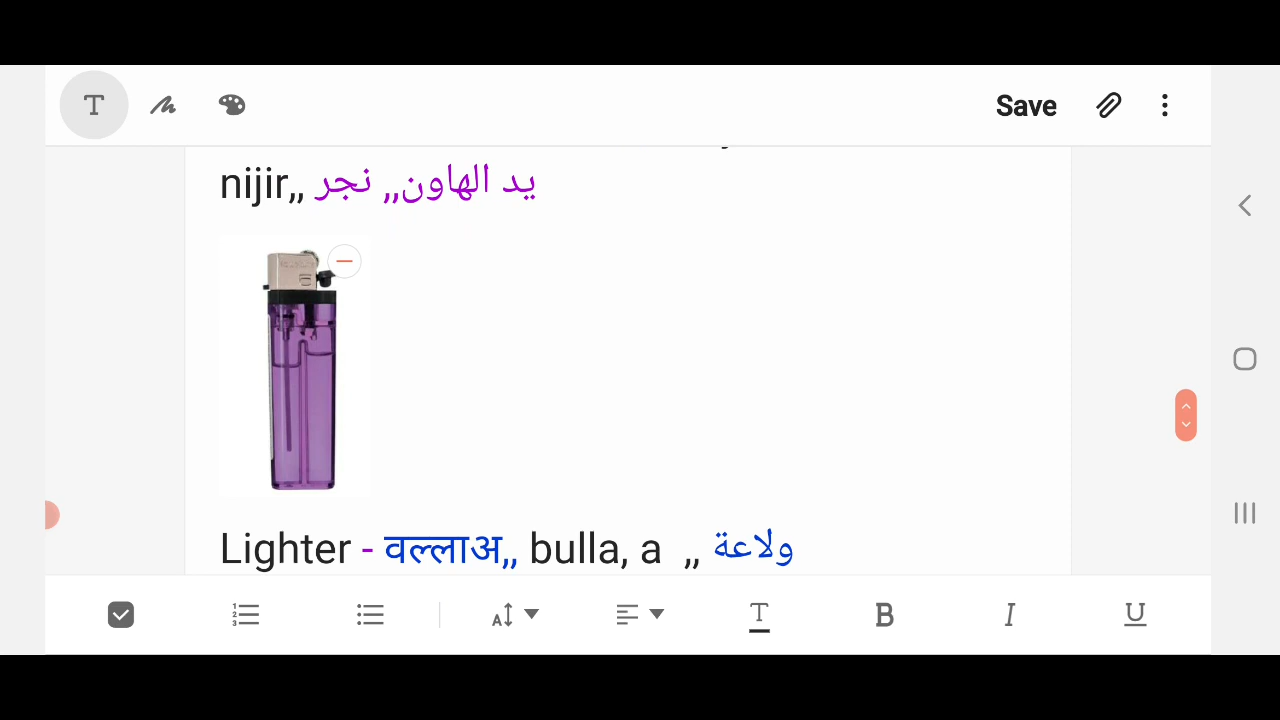 Save
nijir,, يد الهاون,, نجر
Lighter - वल्लाअ,, bulla, a ,, ولاعة